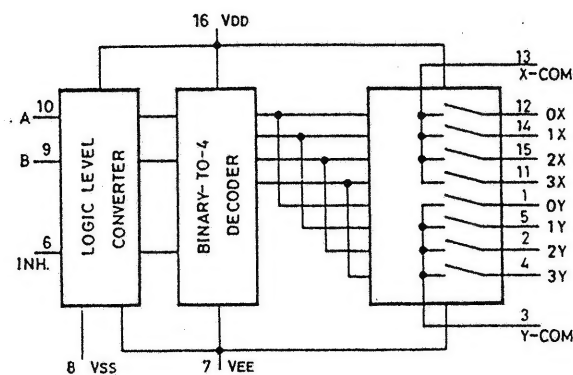 16 VDD
13
X-COM
A 10
B 9
6
INH.
LOGIC LEVEL
CONVERTER
BINARY-TO-4
DECODER
12 0X
14 1X
15 2X
11 3X
1 0Y
5 1Y
2 2Y
4 3Y
3
Y-COM
8 VSS
7 VEE